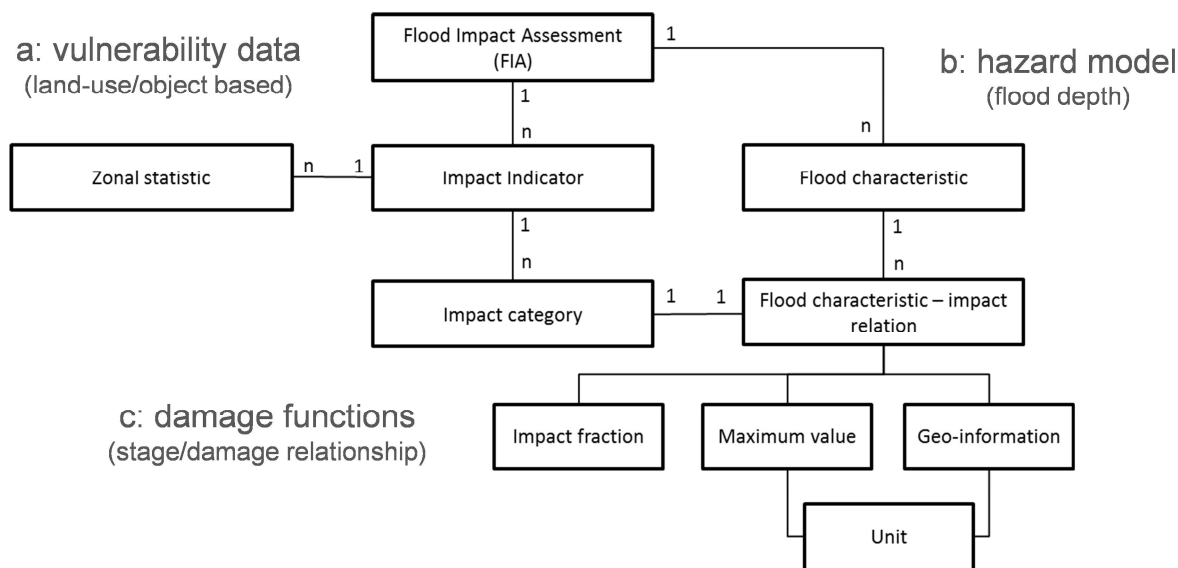 a: vulnerability data
(land-use/object based)
Flood Impact Assessment
(FIA)
1
b: hazard model
(flood depth)
1
n
n
Zonal statistic
n
1
Impact Indicator
Flood characteristic
1
n
1
n
Impact category
1
1
Flood characteristic – impact
relation
c: damage functions
(stage/damage relationship)
Impact fraction
Maximum value
Geo-information
Unit